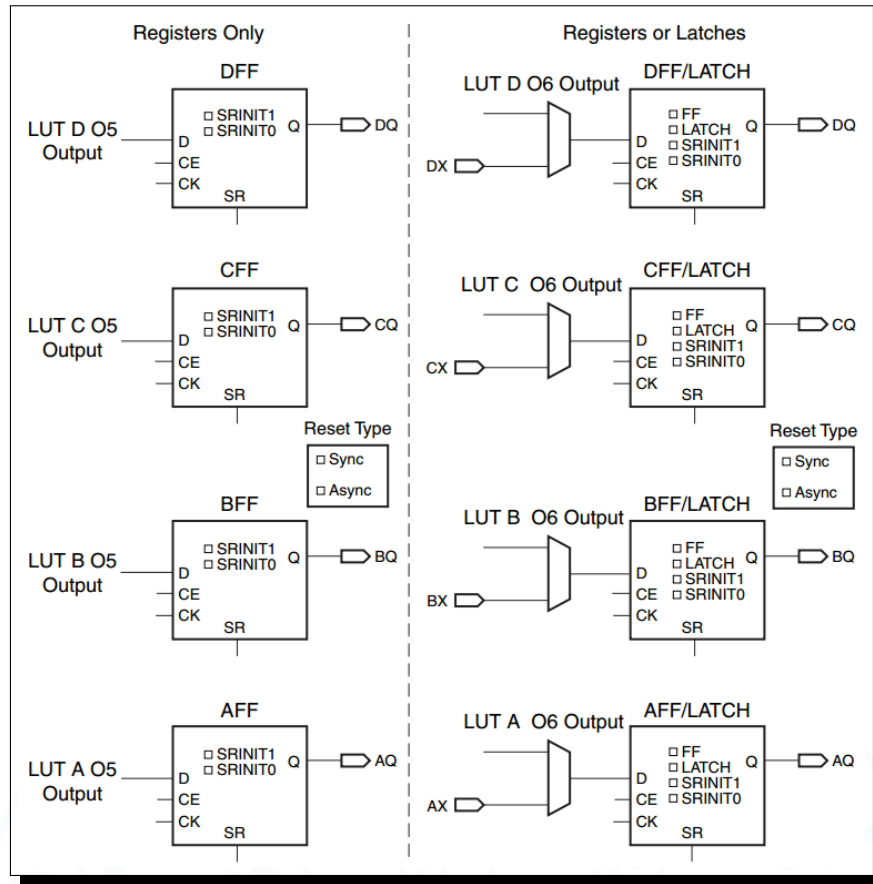 Registers Only
DFF
LUT D O5
Output
SRINIT1
SRINIT0
Q
DQ
D
CE
CK
SR
CFF
LUT C O5
Output
SRINIT1
SRINIT0
Q
CQ
D
CE
CK
SR
Reset Type
Sync
Async
BFF
LUT B O5
Output
SRINIT1
SRINIT0
Q
BQ
D
CE
CK
SR
AFF
LUT A O5
Output
SRINIT1
SRINIT0
Q
AQ
D
CE
CK
SR
Registers or Latches
LUT D O6 Output
DX
DFF/LATCH
FF
LATCH
SRINIT1
SRINIT0
Q
DQ
D
CE
CK
SR
LUT C O6 Output
CX
CFF/LATCH
FF
LATCH
SRINIT1
SRINIT0
Q
CQ
D
CE
CK
SR
Reset Type
Sync
Async
LUT B O6 Output
BX
BFF/LATCH
FF
LATCH
SRINIT1
SRINIT0
Q
BQ
D
CE
CK
SR
LUT A O6 Output
AX
AFF/LATCH
FF
LATCH
SRINIT1
SRINIT0
Q
AQ
D
CE
CK
SR